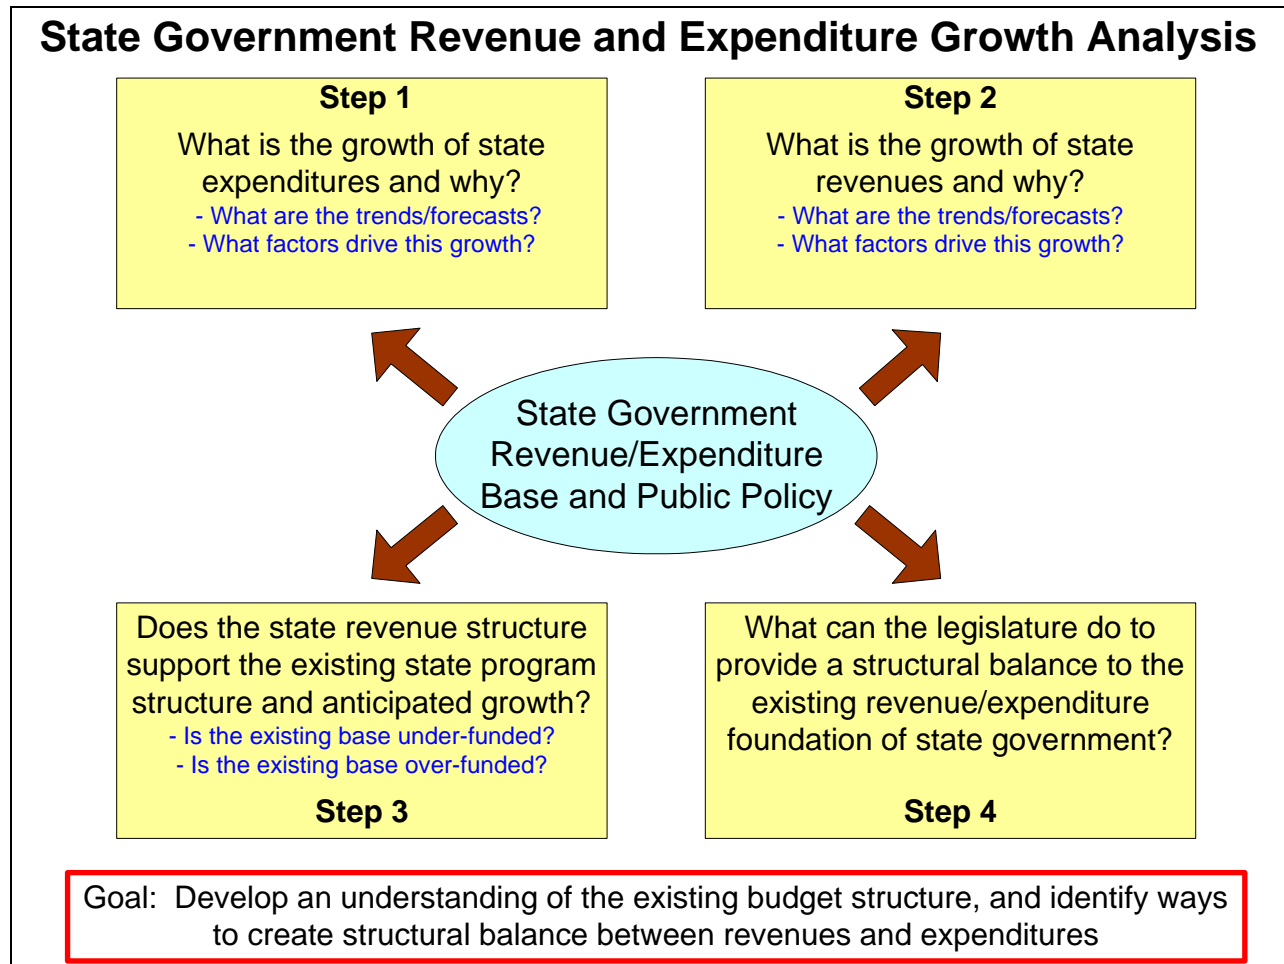 State Government Revenue and Expenditure Growth Analysis
Step 1
What is the growth of state
expenditures and why?
- What are the trends/forecasts?
- What factors drive this growth?
Step 2
What is the growth of state
revenues and why?
- What are the trends/forecasts?
- What factors drive this growth?
State Government
Revenue/Expenditure
Base and Public Policy
Does the state revenue structure
support the existing state program
structure and anticipated growth?
- Is the existing base under-funded?
- Is the existing base over-funded?
Step 3
What can the legislature do to
provide a structural balance to the
existing revenue/expenditure
foundation of state government?
Step 4
Goal:  Develop an understanding of the existing budget structure, and identify ways
to create structural balance between revenues and expenditures